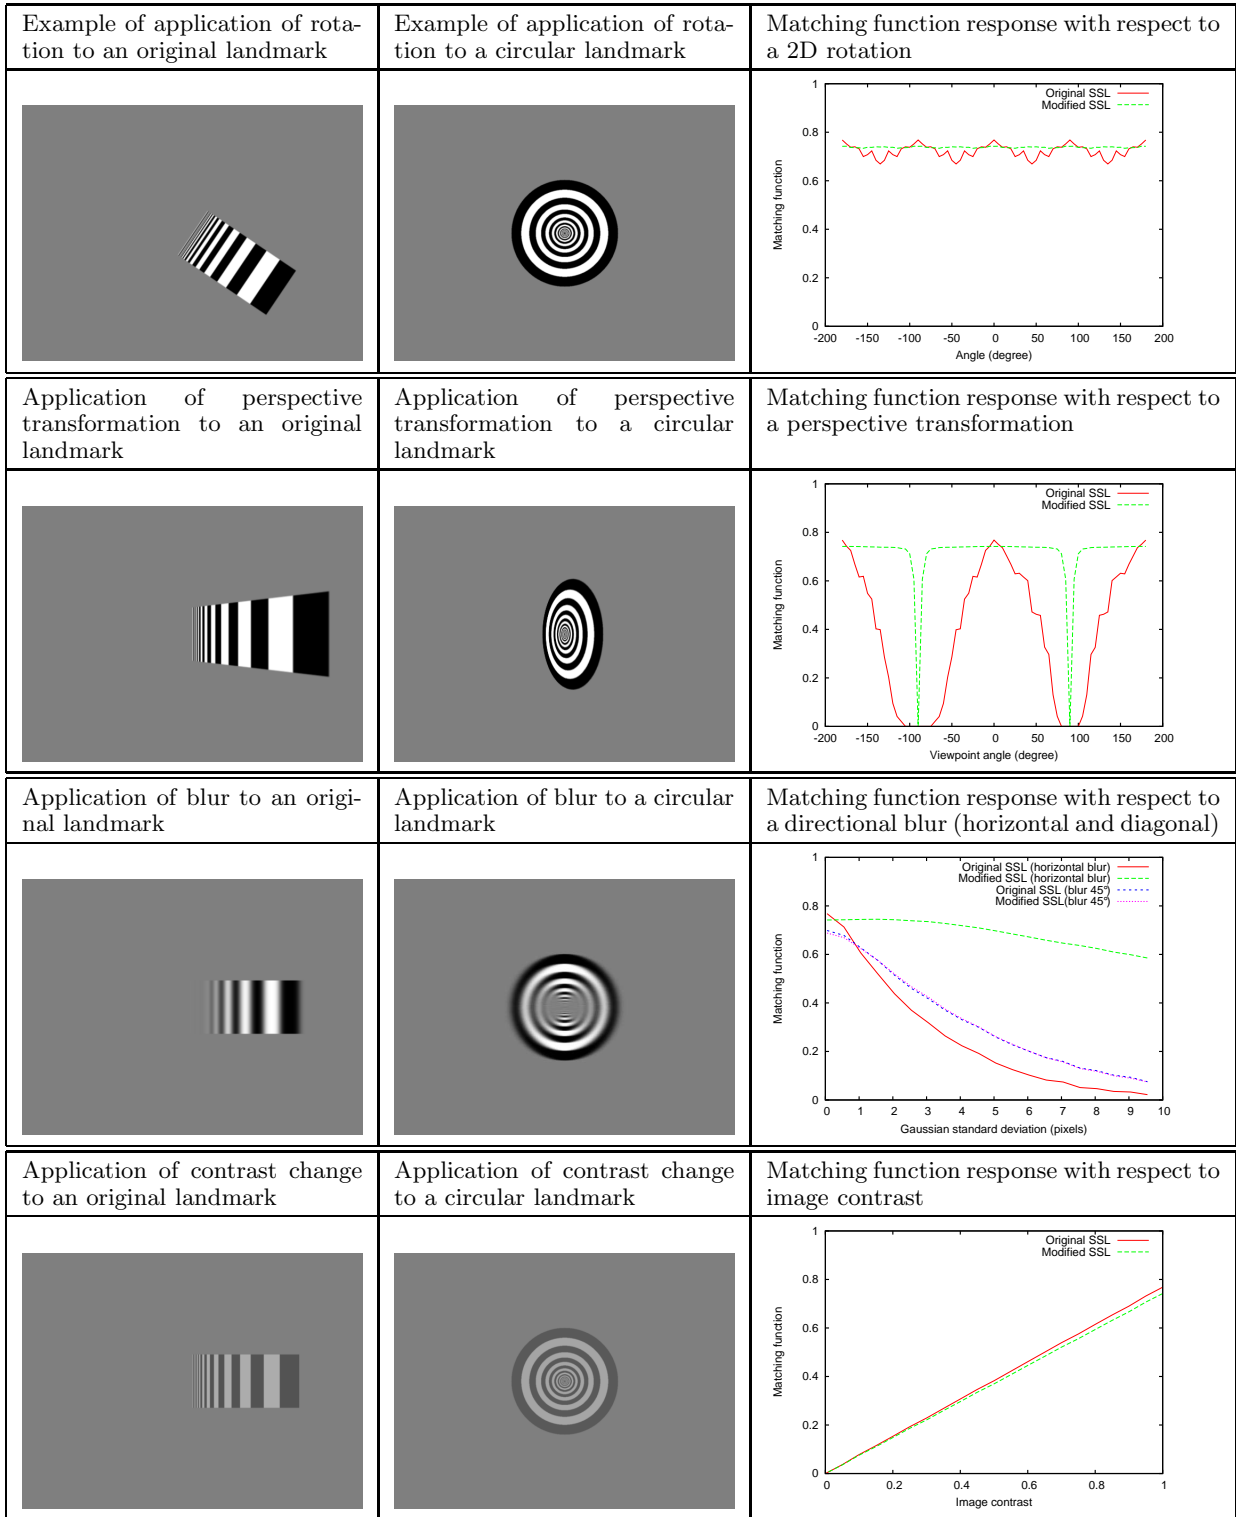 Example of application of rota-
tion to an original landmark
Example of application of rota-
tion to a circular landmark
Matching function response with respect to
a 2D rotation
Original SSL
Modified SSL
1
0.8
0.6
0.4
0.2
0
Matching function
-200 -150 -100 -50 0 50 100 150 200
Angle (degree)
Application of perspective
transformation to an original
landmark
Application of perspective
transformation to a circular
landmark
Matching function response with respect to
a perspective transformation
Original SSL
Modified SSL
1
0.8
0.6
0.4
0.2
0
Matching function
-200 -150 -100 -50 0 50 100 150 200
Viewpoint angle (degree)
Application of blur to an origi-
nal landmark
Application of blur to a circular
landmark
Matching function response with respect to
a directional blur (horizontal and diagonal)
Original SSL (horizontal blur)
Modified SSL (horizontal blur)
Original SSL (blur 45°)
Modified SSL(blur 45°)
1
0.8
0.6
0.4
0.2
0
Matching function
0 1 2 3 4 5 6 7 8 9 10
Gaussian standard deviation (pixels)
Application of contrast change
to an original landmark
Application of contrast change
to a circular landmark
Matching function response with respect to
image contrast
Original SSL
Modified SSL
1
0.8
0.6
0.4
0.2
0
Matching function
0 0.2 0.4 0.6 0.8 1
Image contrast